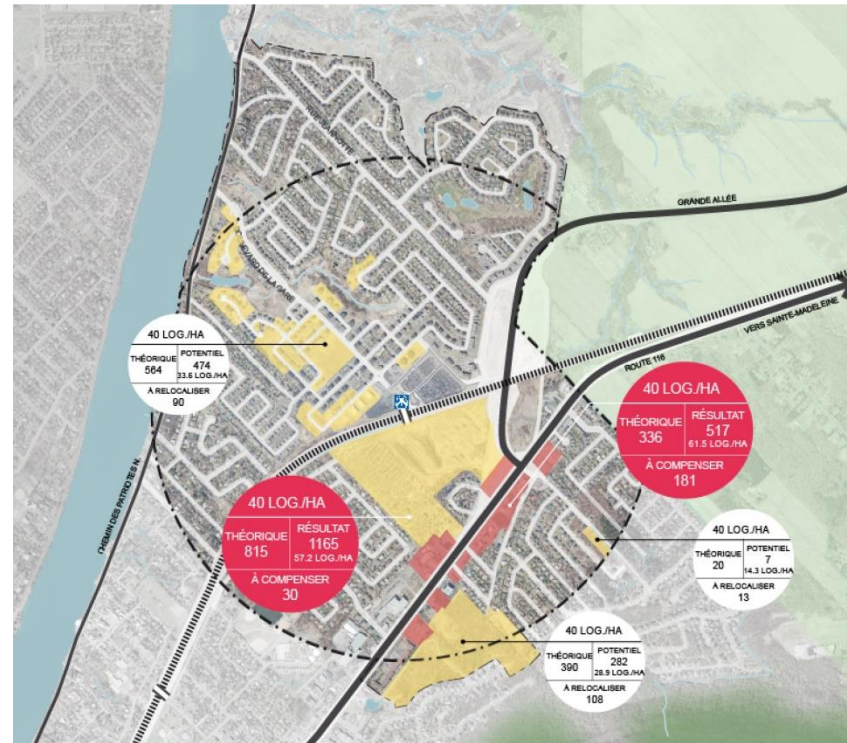 GRANDE ALLÉE
VERS SAINTE-MADELEINE
ROUTE 116
CHEMIN DES PATRIOTES N.
40 LOG./HA
THÉORIQUE
564
POTENTIEL
474
33.6 LOG./HA
À RELOCALISER
90
40 LOG./HA
THÉORIQUE
336
RÉSULTAT
517
61.5 LOG./HA
À COMPENSER
181
40 LOG./HA
THÉORIQUE
815
RÉSULTAT
1165
57.2 LOG./HA
À COMPENSER
30
40 LOG./HA
THÉORIQUE
20
POTENTIEL
7
14.3 LOG./HA
À RELOCALISER
13
40 LOG./HA
THÉORIQUE
390
POTENTIEL
282
28.9 LOG./HA
À RELOCALISER
108
DE LA GARE